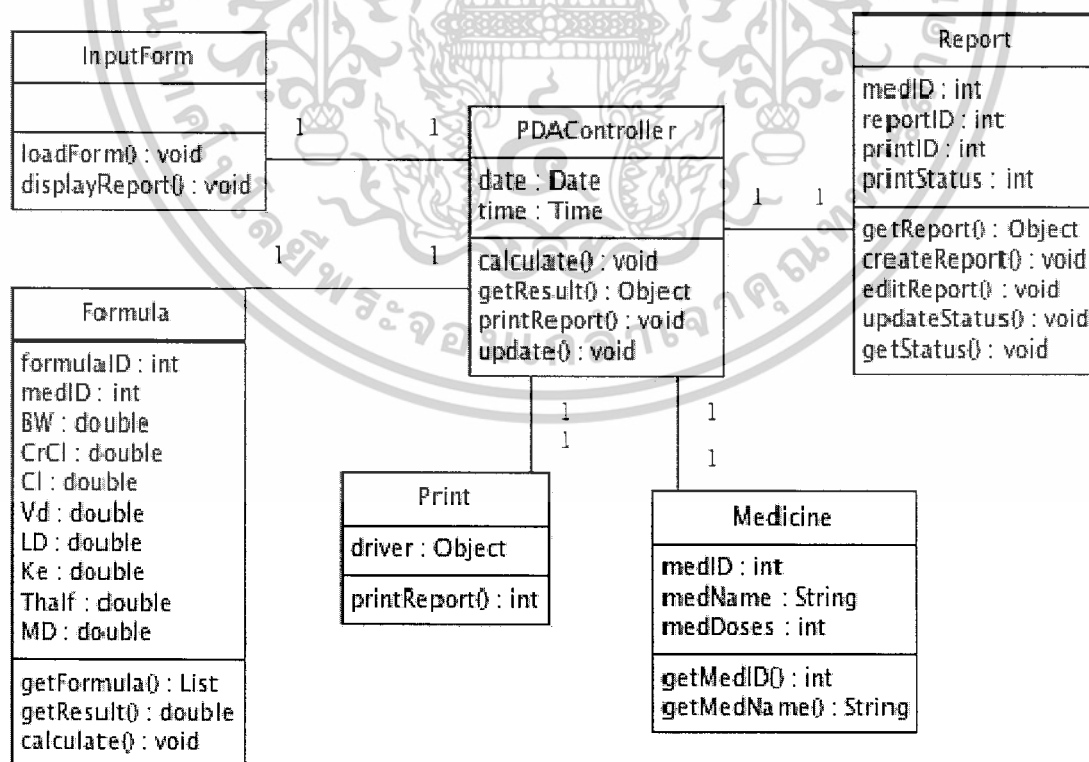 InputForm
loadForm() : void
displayReport() : void
1
1
PDAController
date : Date
time : Time
calculate() : void
getResult() : Object
printReport() : void
update() : void
1
1
Report
medID : int
reportID : int
printID : int
printStatus : int
getReport() : Object
createReport() : void
editReport() : void
updateStatus() : void
getStatus() : void
1
1
Formula
formulaID : int
medID : int
BW : double
CrCl : double
Cl : double
Vd : double
LD : double
Ke : double
Thalf : double
MD : double
getFormula() : List
getResult() : double
calculate() : void
1
1
Print
driver : Object
printReport() : int
1
1
Medicine
medID : int
medName : String
medDoses : int
getMedID() : int
getMedName() : String